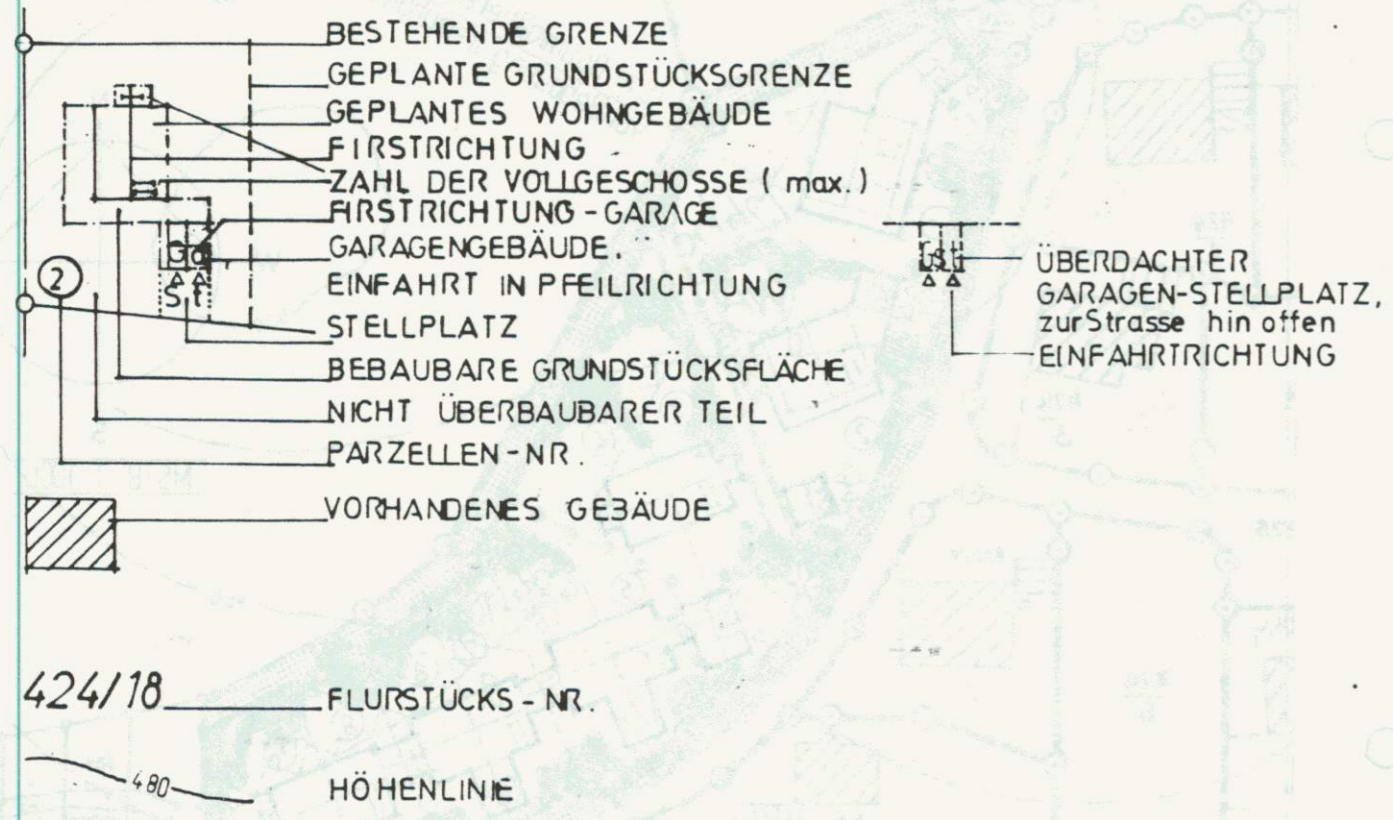 BESTEHENDE GRENZE
GEPLANTE GRUNDSTÜCKSGRENZE
GEPLANTES WOHNGEBÄUDE
FIRSTRICHTUNG
ZAHL DER VOLLGESCHOSSE ( max. )
FIRSTRICHTUNG - GARAGE
GARAGENGEBÄUDE.
EINFAHRT IN PFEILRICHTUNG
STELLPLATZ
BEBAUBARE GRUNDSTÜCKSFLÄCHE
NICHT ÜBERBAUBARER TEIL
PARZELLEN - NR.
VORHANDENES GEBÄUDE
Ga
St
2
GSt
ÜBERDACHTER
GARAGEN-STELLPLATZ,
zur Strasse hin offen
EINFAHRTRICHTUNG
424/18 FLURSTÜCKS - NR.
480 HÖHENLINIE